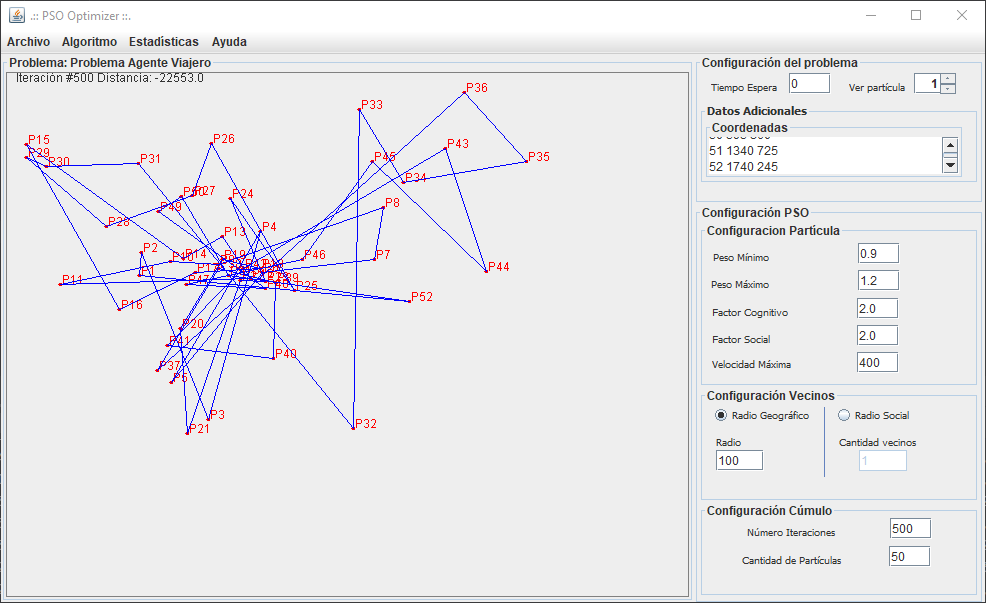 .:: PSO Optimizer ::.
Archivo Algoritmo Estadísticas Ayuda
Problema: Problema Agente Viajero
Iteración #500 Distancia: -22553.0
P36
P33
P15
P26
P43
P29
P30
P31
P45
P35
P34
P50
P27
P24
P49
P8
P28
P4
P13
P2
P14
P10
P46
P7
P1
P44
P11
P47
P25
P52
P16
P20
P41
P40
P37
P5
P3
P21
P32
Configuración del problema
Tiempo Espera 0 Ver partícula 1
Datos Adicionales
Coordenadas
51 1340 725
52 1740 245
Configuración PSO
Configuracion Partícula
Peso Mínimo 0.9
Peso Máximo 1.2
Factor Cognitivo 2.0
Factor Social 2.0
Velocidad Máxima 400
Configuración Vecinos
Radio Geográfico Radio Social
Radio Cantidad vecinos
100 1
Configuración Cúmulo
Número Iteraciones 500
Cantidad de Partículas 50